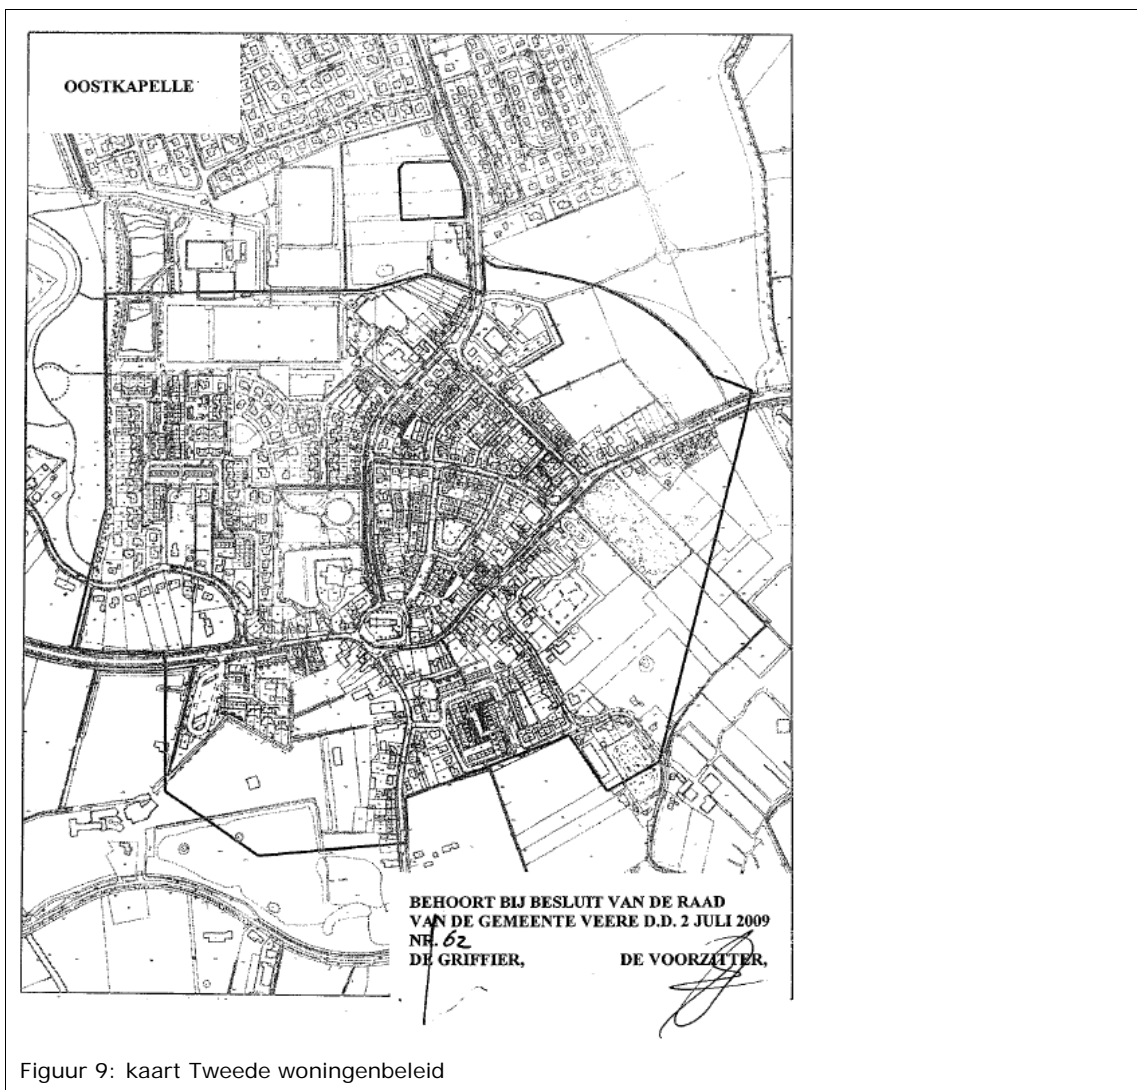 OOSTKAPELLE
BEHOORT BIJ BESLUIT VAN DE RAAD
VAN DE GEMEENTE VEERE D.D. 2 JULI 2009
NR. 62
DE GRIFFIER, DE VOORZITTER,
Figuur 9: kaart Tweede woningenbeleid